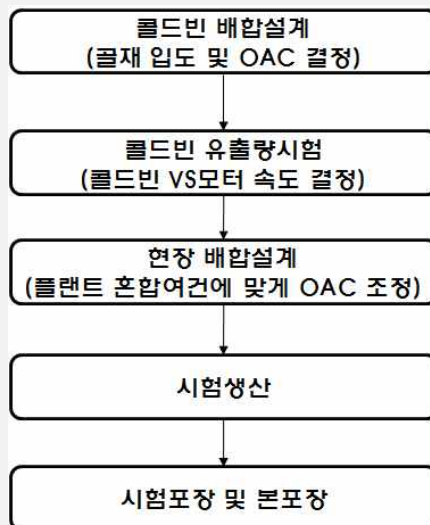 콜드빈 배합설계
(골재 입도 및 OAC 결정)
콜드빈 유출량시험
(콜드빈 VS모터 속도 결정)
현장 배합설계
(플랜트 혼합여건에 맞게 OAC 조정)
시험생산
시험포장 및 본포장